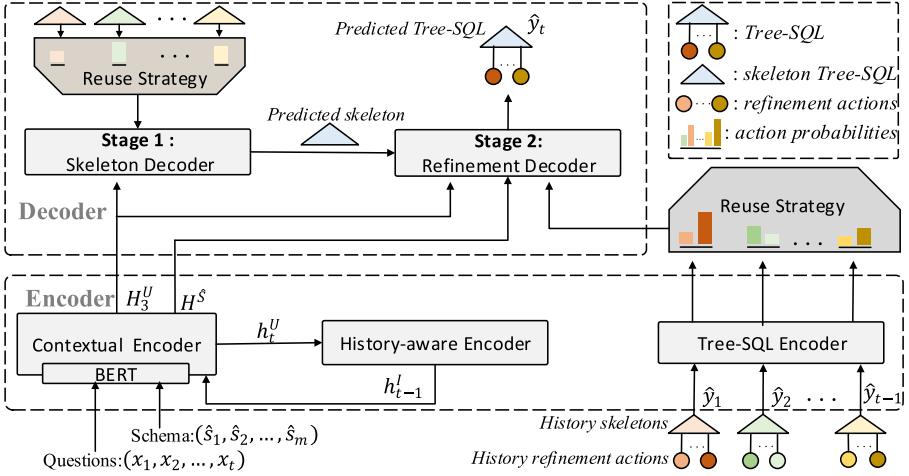 Reuse Strategy
Predicted Tree-SQL
ŷ_t
: Tree-SQL
: skeleton Tree-SQL
: refinement actions
: action probabilities
Stage 1 :
Skeleton Decoder
Predicted skeleton
Stage 2:
Refinement Decoder
Decoder
Reuse Strategy
Encoder
H_3^U
H^Ŝ
Contextual Encoder
BERT
h_t^U
History-aware Encoder
h_{t-1}^I
Tree-SQL Encoder
ŷ_1
ŷ_2
. . .
ŷ_{t-1}
Schema:(ŝ_1, ŝ_2, ..., ŝ_m)
Questions:(x_1, x_2, ..., x_t)
History skeletons
History refinement actions